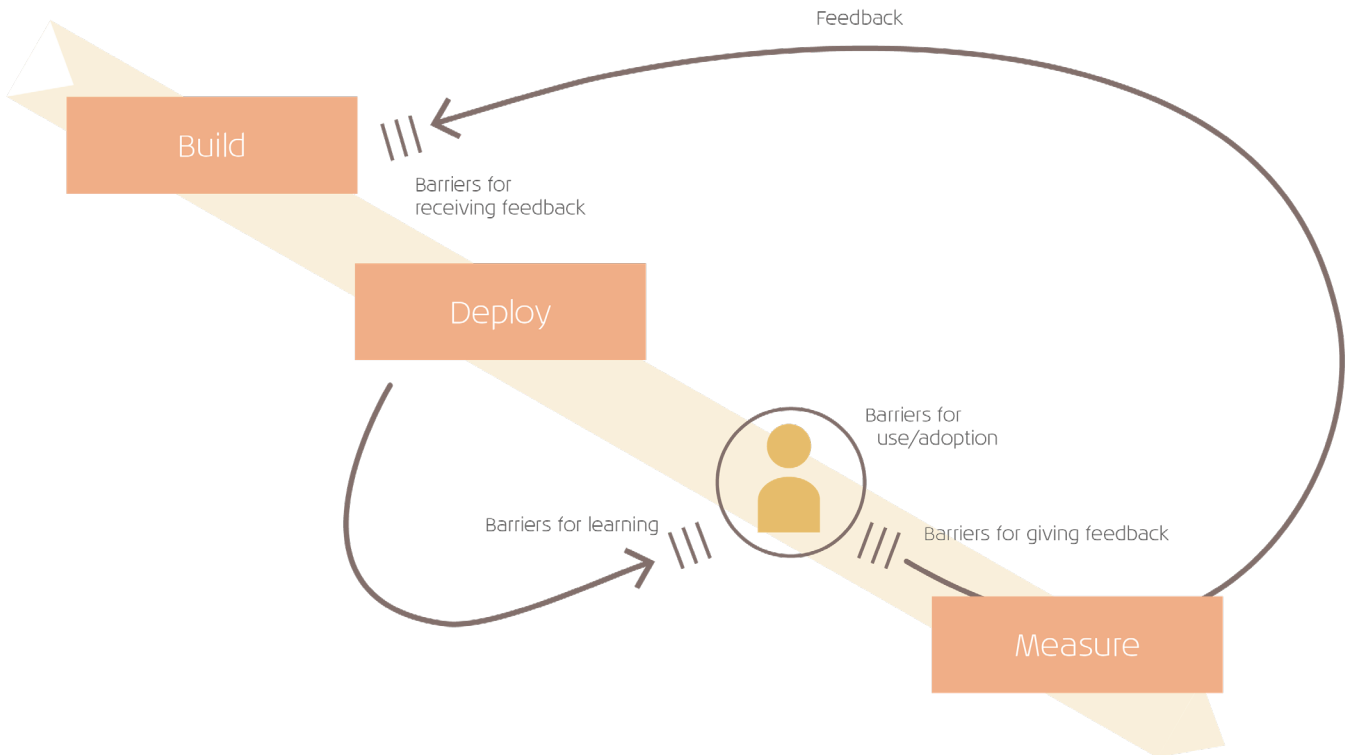 Feedback
Build
Barriers for
receiving feedback
Deploy
Barriers for
use/adoption
Barriers for learning
Barriers for giving feedback
Measure